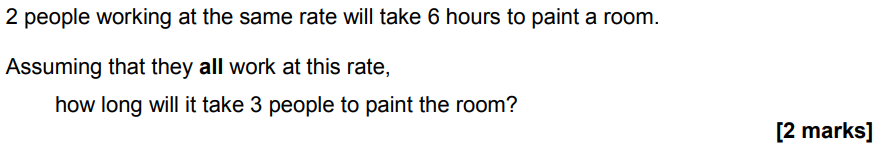 2 people working at the same rate will take 6 hours to paint a room.
Assuming that they all work at this rate,
how long will it take 3 people to paint the room?
[2 marks]